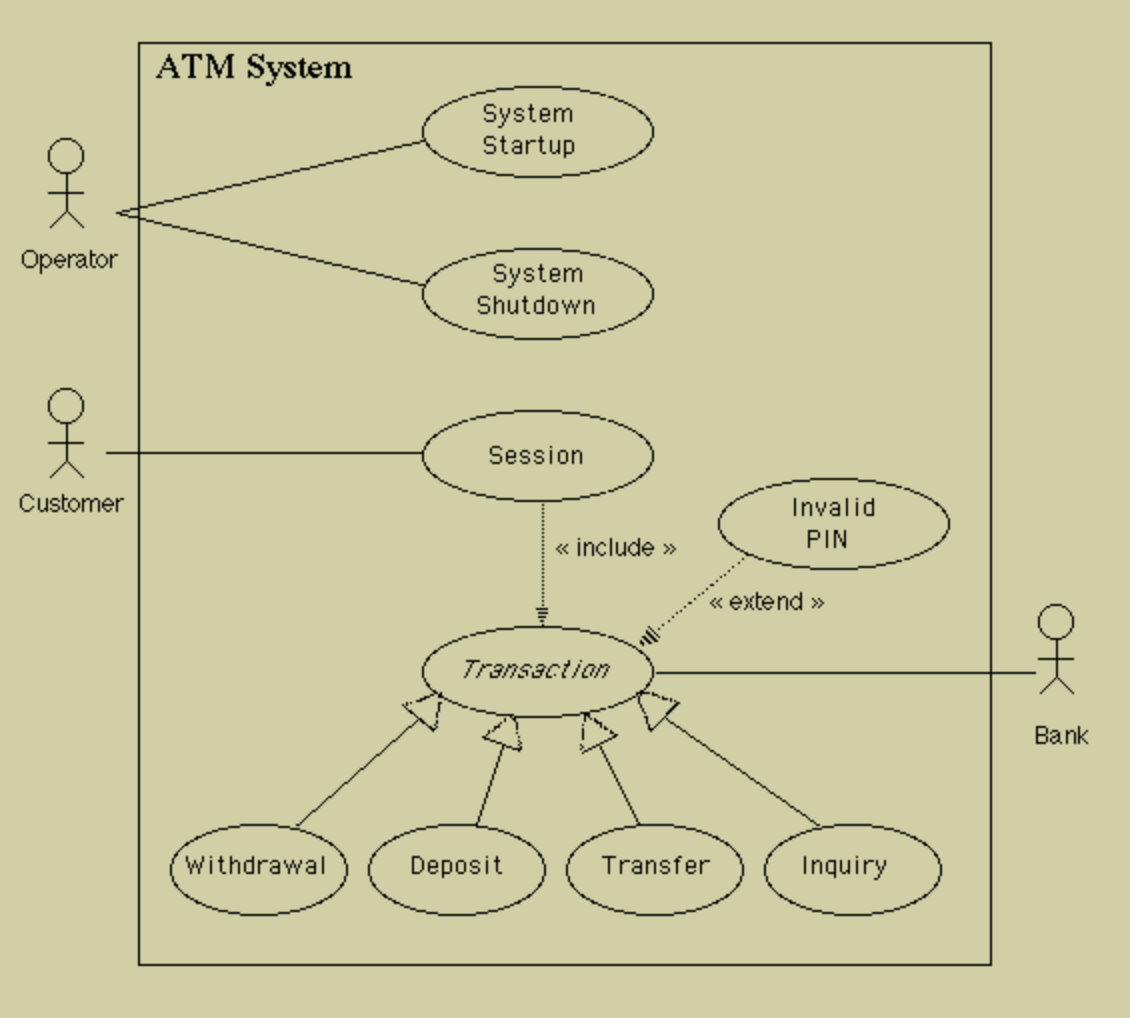 ATM System
System
Startup
Operator
System
Shutdown
Session
Customer
Invalid
PIN
« include »
« extend »
Transaction
Bank
Withdrawal
Deposit
Transfer
Inquiry